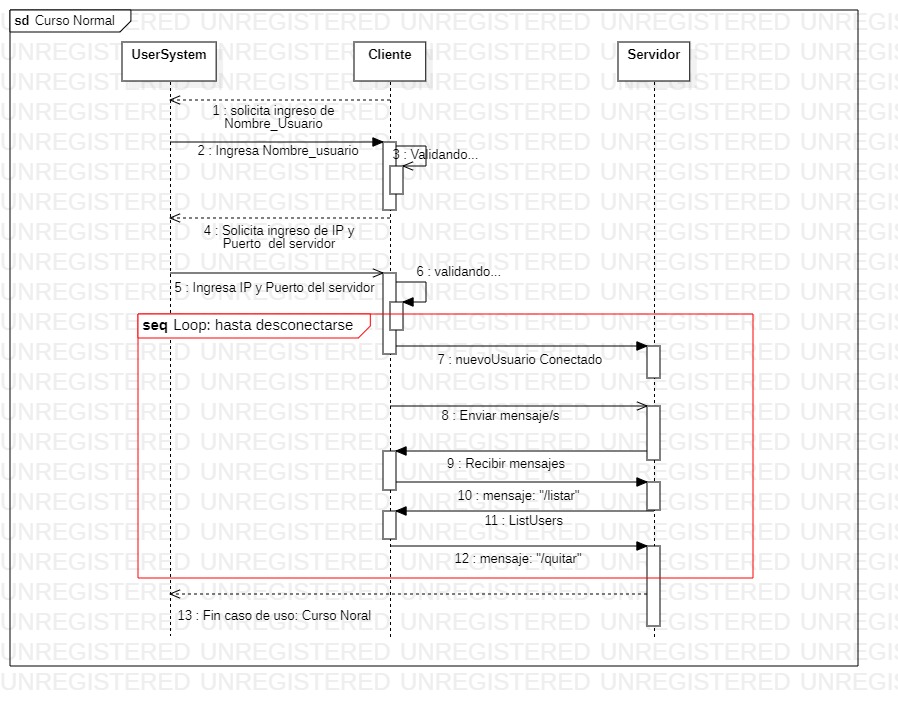 sd Curso Normal
UserSystem
Cliente
Servidor
1 : solicita ingreso de
Nombre_Usuario
2 : Ingresa Nombre_usuario
3 : Validando...
4 : Solicita ingreso de IP y
Puerto del servidor
6 : validando...
5 : Ingresa IP y Puerto del servidor
seq Loop: hasta desconectarse
7 : nuevoUsuario Conectado
8 : Enviar mensaje/s
9 : Recibir mensajes
10 : mensaje: "/listar"
11 : ListUsers
12 : mensaje: "/quitar"
13 : Fin caso de uso: Curso Noral
UNREGISTERED UNREGISTERED UNREGISTERED UNREGISTERED